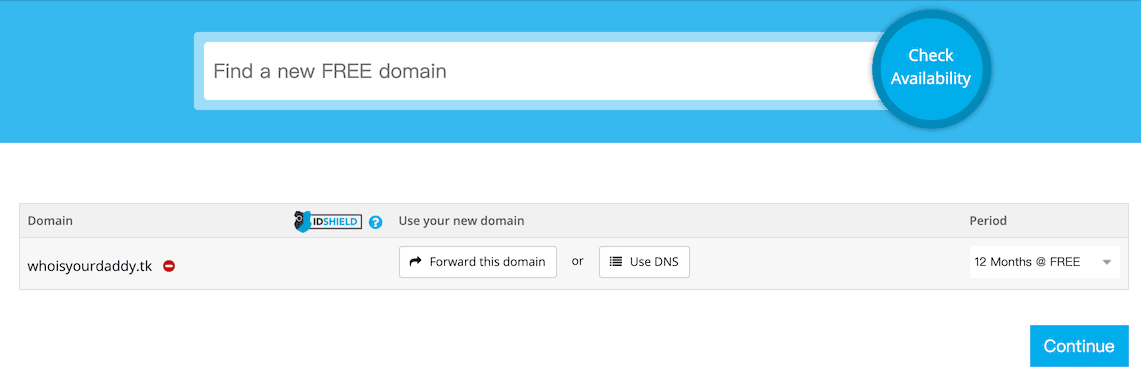 Find a new FREE domain
Check
Availability
Domain
IDSHIELD
?
Use your new domain
Period
whoisyourdaddy.tk
Forward this domain
or
Use DNS
12 Months @ FREE
Continue